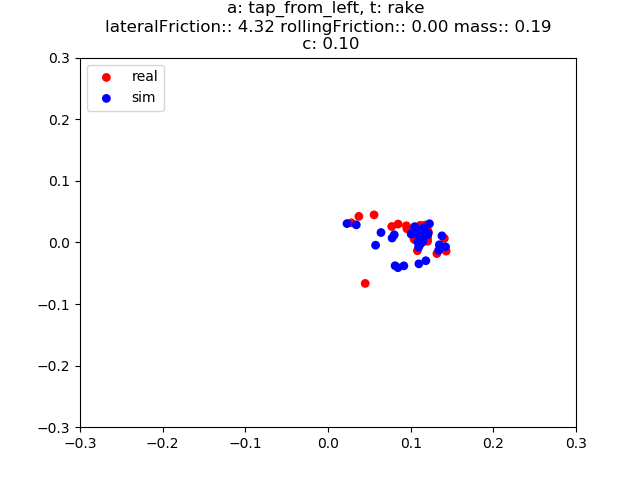 a: tap_from_left, t: rake
lateralFriction:: 4.32 rollingFriction:: 0.00 mass:: 0.19
c: 0.10
0.3
0.2
0.1
0.0
−0.1
−0.2
−0.3
real
sim
−0.3
−0.2
−0.1
0.0
0.1
0.2
0.3